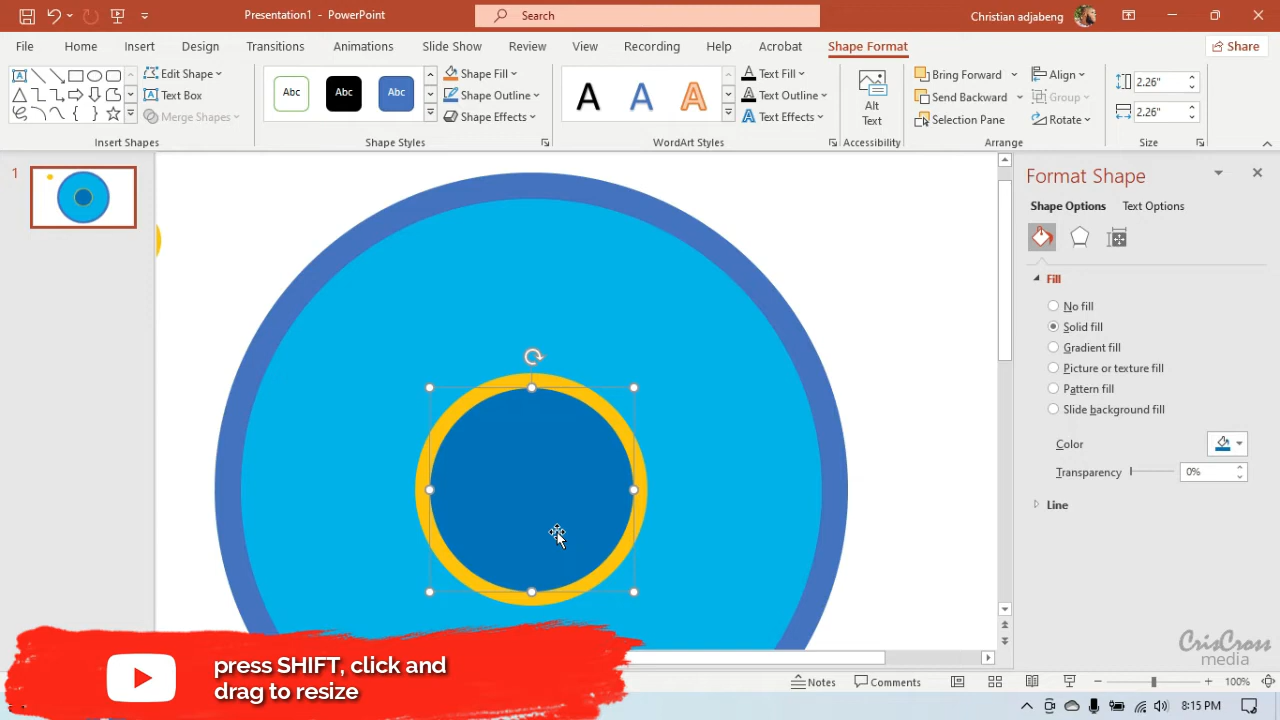 Presentation1 - PowerPoint
Search
Christian adjabeng
File Home Insert Design Transitions Animations Slide Show Review View Recording Help Acrobat Shape Format
Share
Edit Shape
Text Box
Merge Shapes
Insert Shapes
Abc Abc Abc
Shape Fill
Shape Outline
Shape Effects
Shape Styles
A A A
Text Fill
Text Outline
Text Effects
WordArt Styles
Alt
Text
Accessibility
Bring Forward
Send Backward
Selection Pane
Align
Group
Rotate
Arrange
2.26"
2.26"
Size
1
Format Shape
Shape Options Text Options
Fill
No fill
Solid fill
Gradient fill
Picture or texture fill
Pattern fill
Slide background fill
Color
Transparency 0%
Line
CrisCross
media
press SHIFT, click and
drag to resize
Notes Comments 100%
8:15 PM